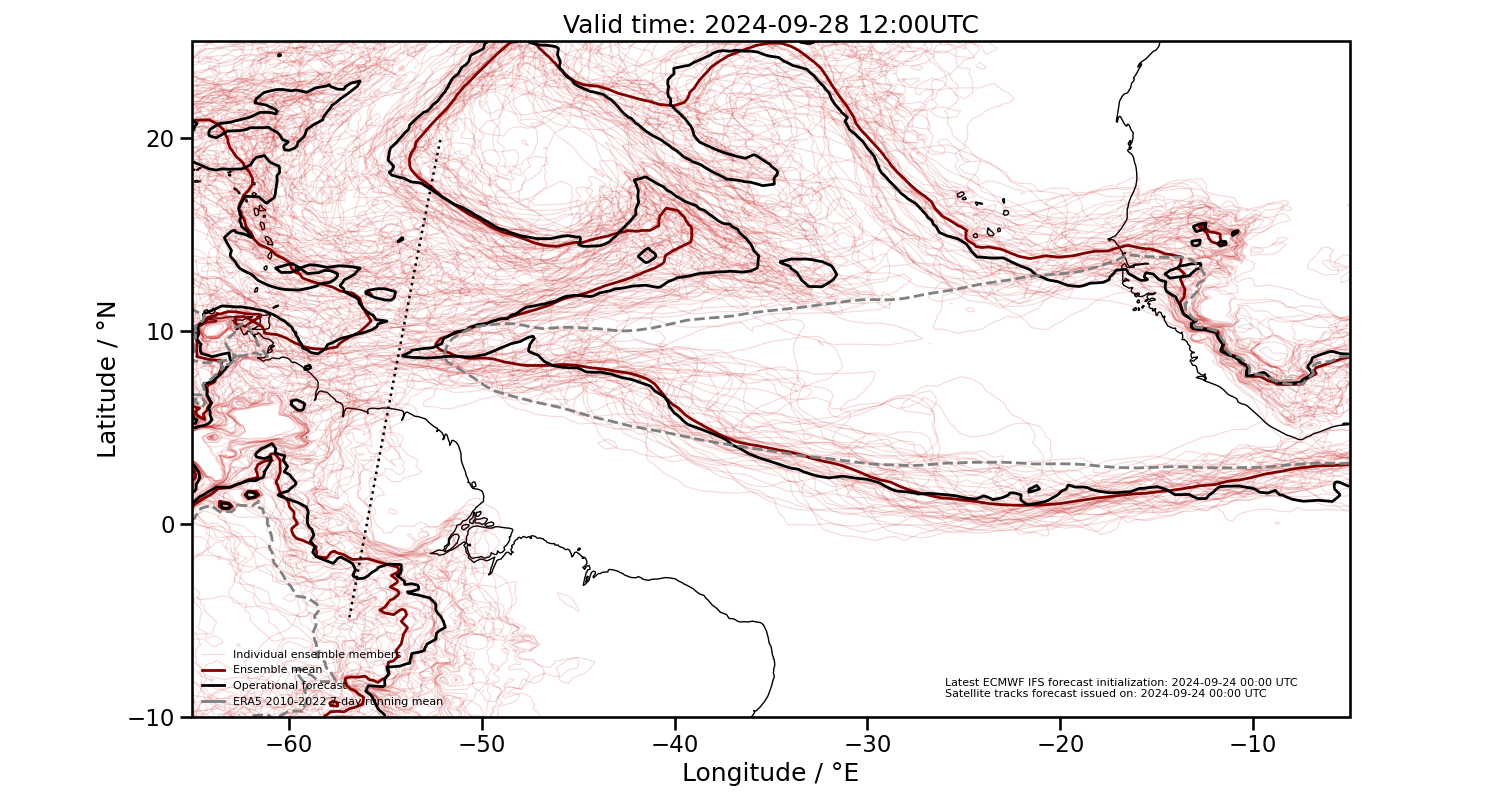 Valid time: 2024-09-28 12:00UTC
20
10
0
−10
Latitude / °N
Individual ensemble members
Ensemble mean
Operational forecast
ERA5 2010-2022 7-day running mean
Latest ECMWF IFS forecast initialization: 2024-09-24 00:00 UTC
Satellite tracks forecast issued on: 2024-09-24 00:00 UTC
−60 −50 −40 −30 −20 −10
Longitude / °E